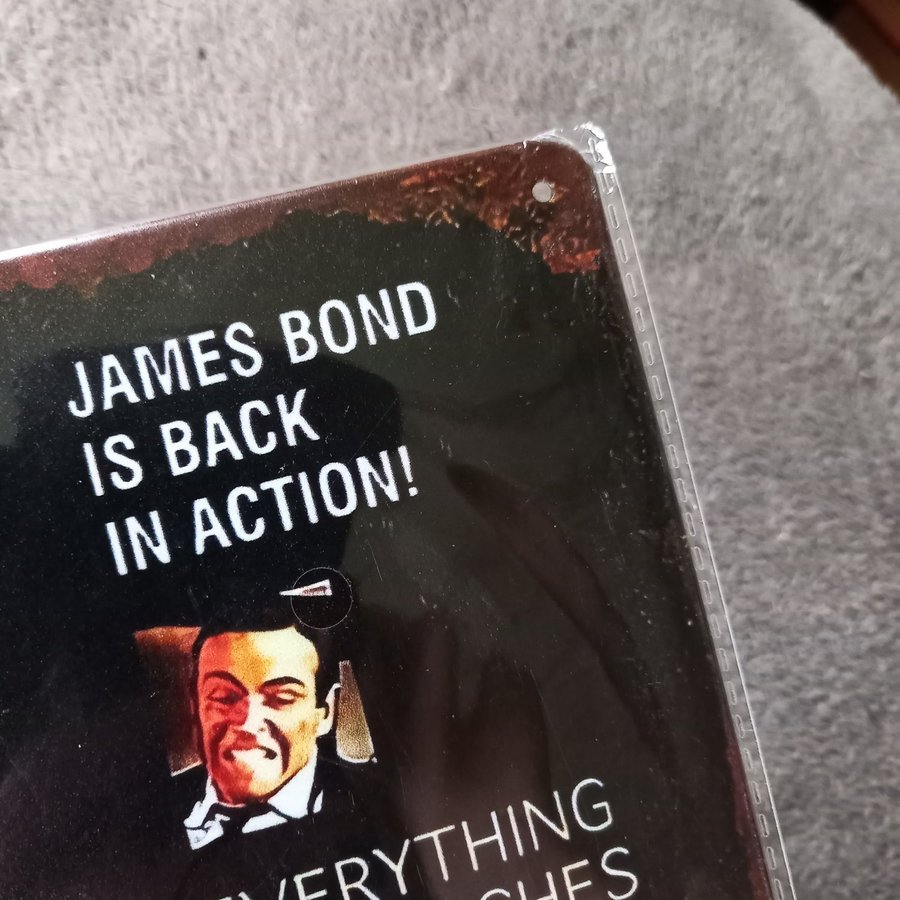 JAMES BOND
IS BACK
IN ACTION!
EVERYTHING